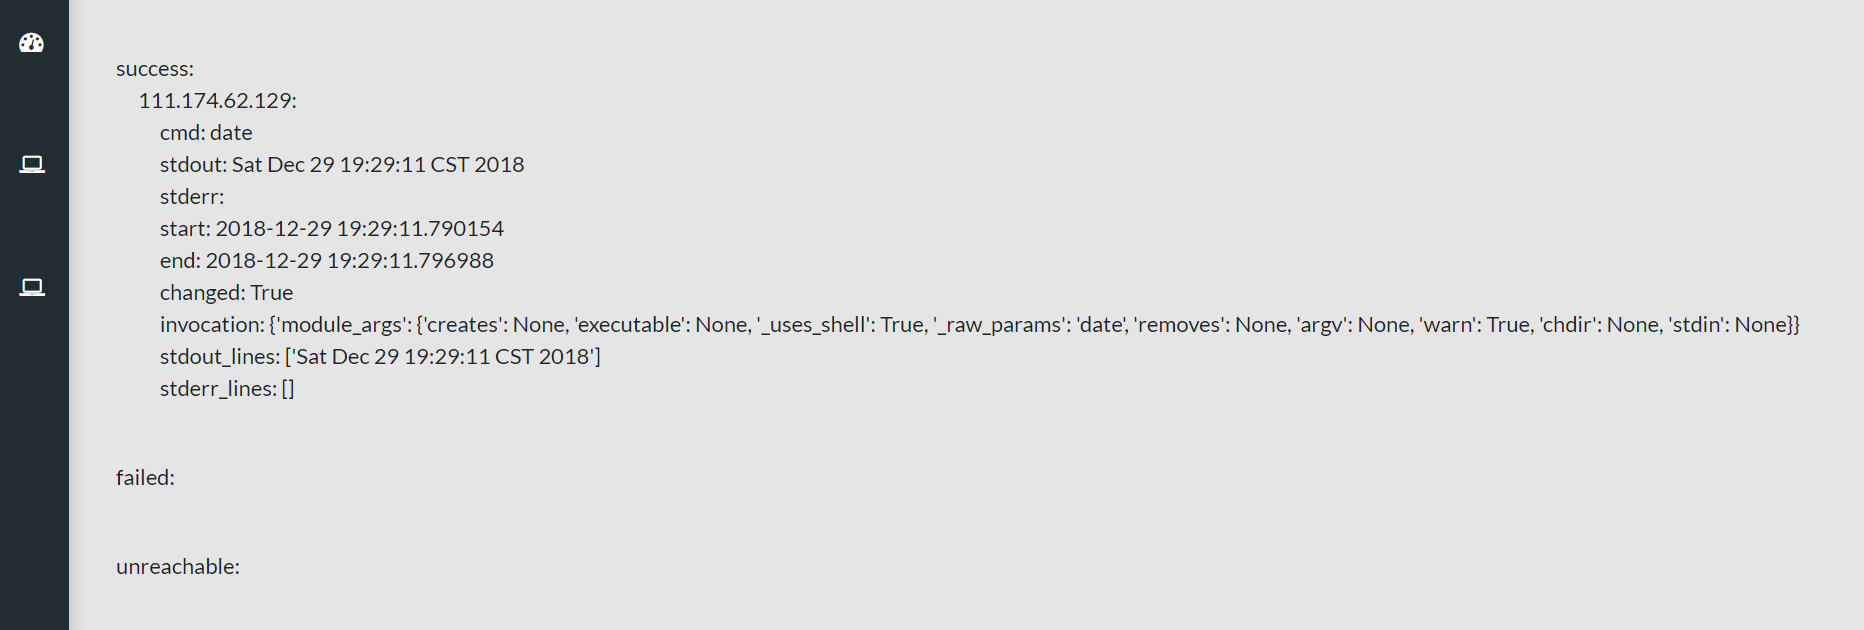 success:
111.174.62.129:
cmd: date
stdout: Sat Dec 29 19:29:11 CST 2018
stderr:
start: 2018-12-29 19:29:11.790154
end: 2018-12-29 19:29:11.796988
changed: True
invocation: {'module_args': {'creates': None, 'executable': None, '_uses_shell': True, '_raw_params': 'date', 'removes': None, 'argv': None, 'warn': True, 'chdir': None, 'stdin': None}}
stdout_lines: ['Sat Dec 29 19:29:11 CST 2018']
stderr_lines: []
failed:
unreachable: